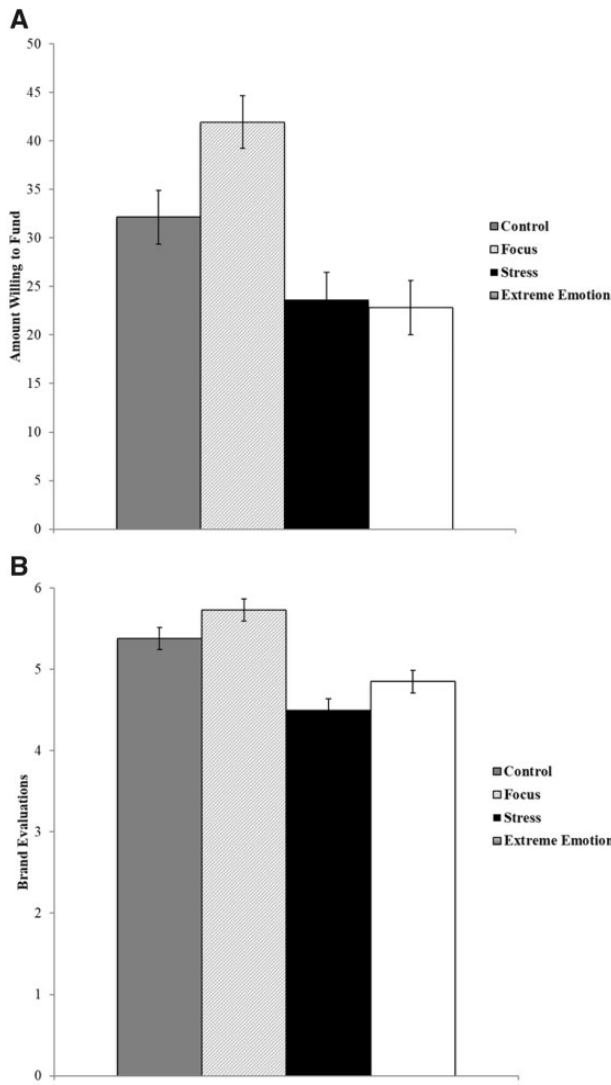 A
50
45
40
35
30
25
20
15
10
5
0
Amount Willing to Fund
Control
Focus
Stress
Extreme Emotion
B
6
5
4
3
2
1
0
Brand Evaluations
Control
Focus
Stress
Extreme Emotion